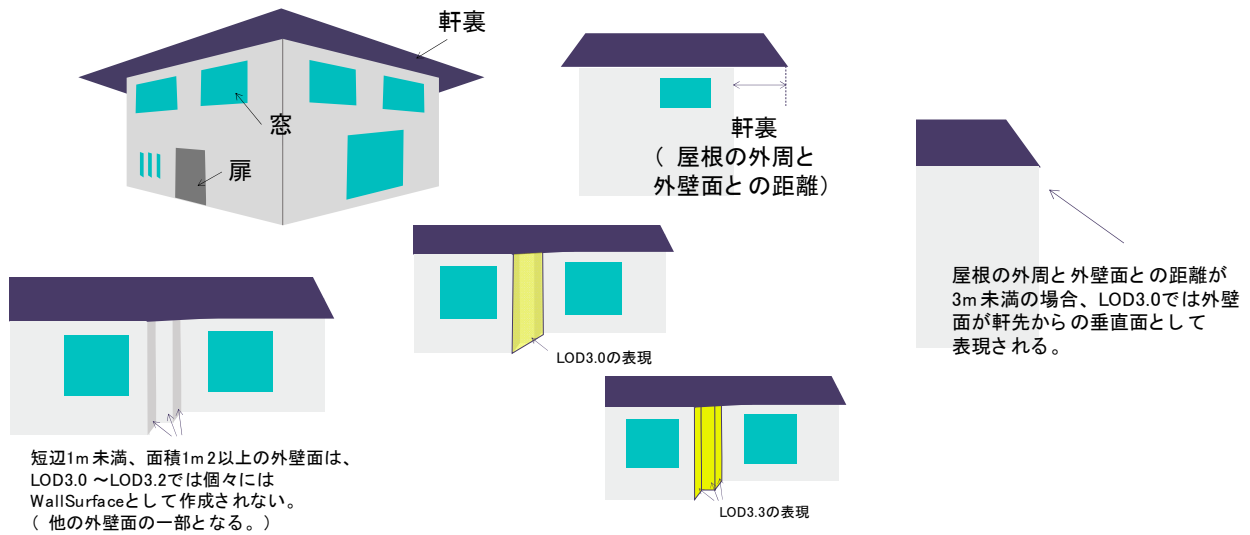 軒裏
窓
扉
軒裏
（ 屋根の外周と
外壁面との距離）
屋根の外周と外壁面との距離が
3m未満の場合、LOD3.0では外壁
面が軒先からの垂直面として
表現される。
LOD3.0の表現
短辺1m未満、面積1m2以上の外壁面は、
LOD3.0 ～LOD3.2では個々には
WallSurfaceとして作成されない。
（ 他の外壁面の一部となる。）
LOD3.3の表現